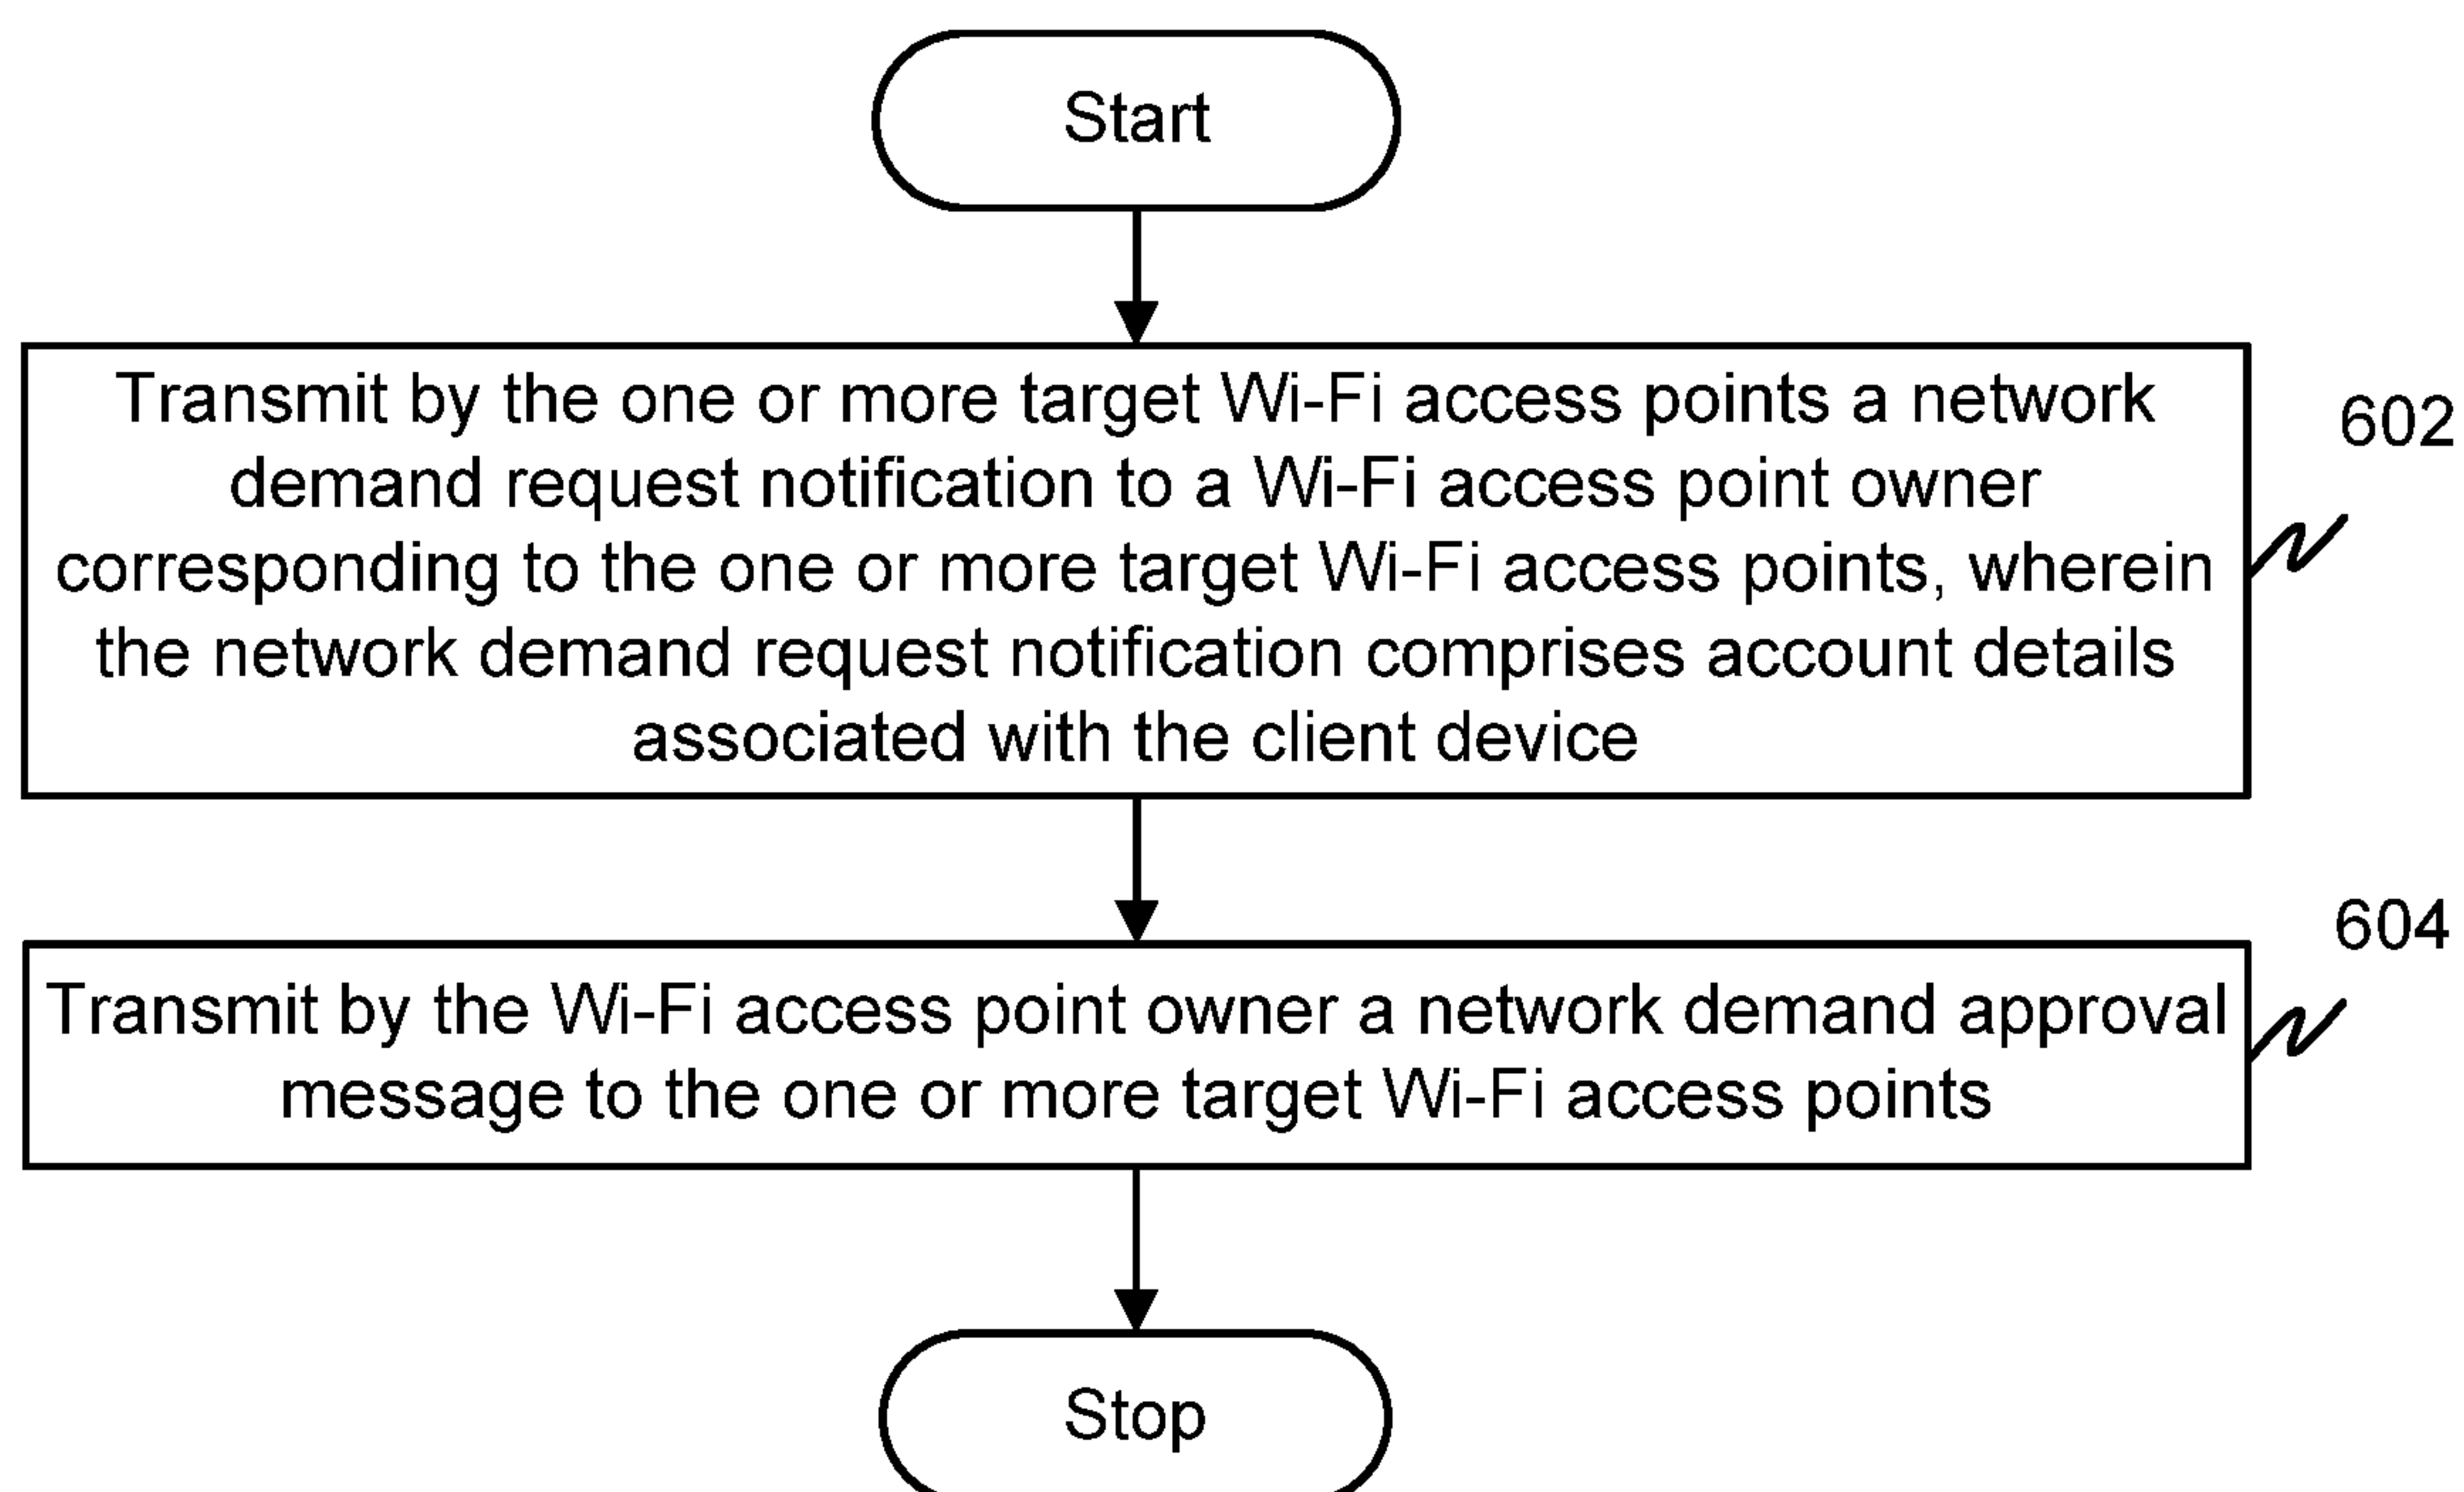 Start
Transmit by the one or more target Wi-Fi access points a network
demand request notification to a Wi-Fi access point owner
corresponding to the one or more target Wi-Fi access points, wherein
the network demand request notification comprises account details
associated with the client device
602
Transmit by the Wi-Fi access point owner a network demand approval
message to the one or more target Wi-Fi access points
604
Stop